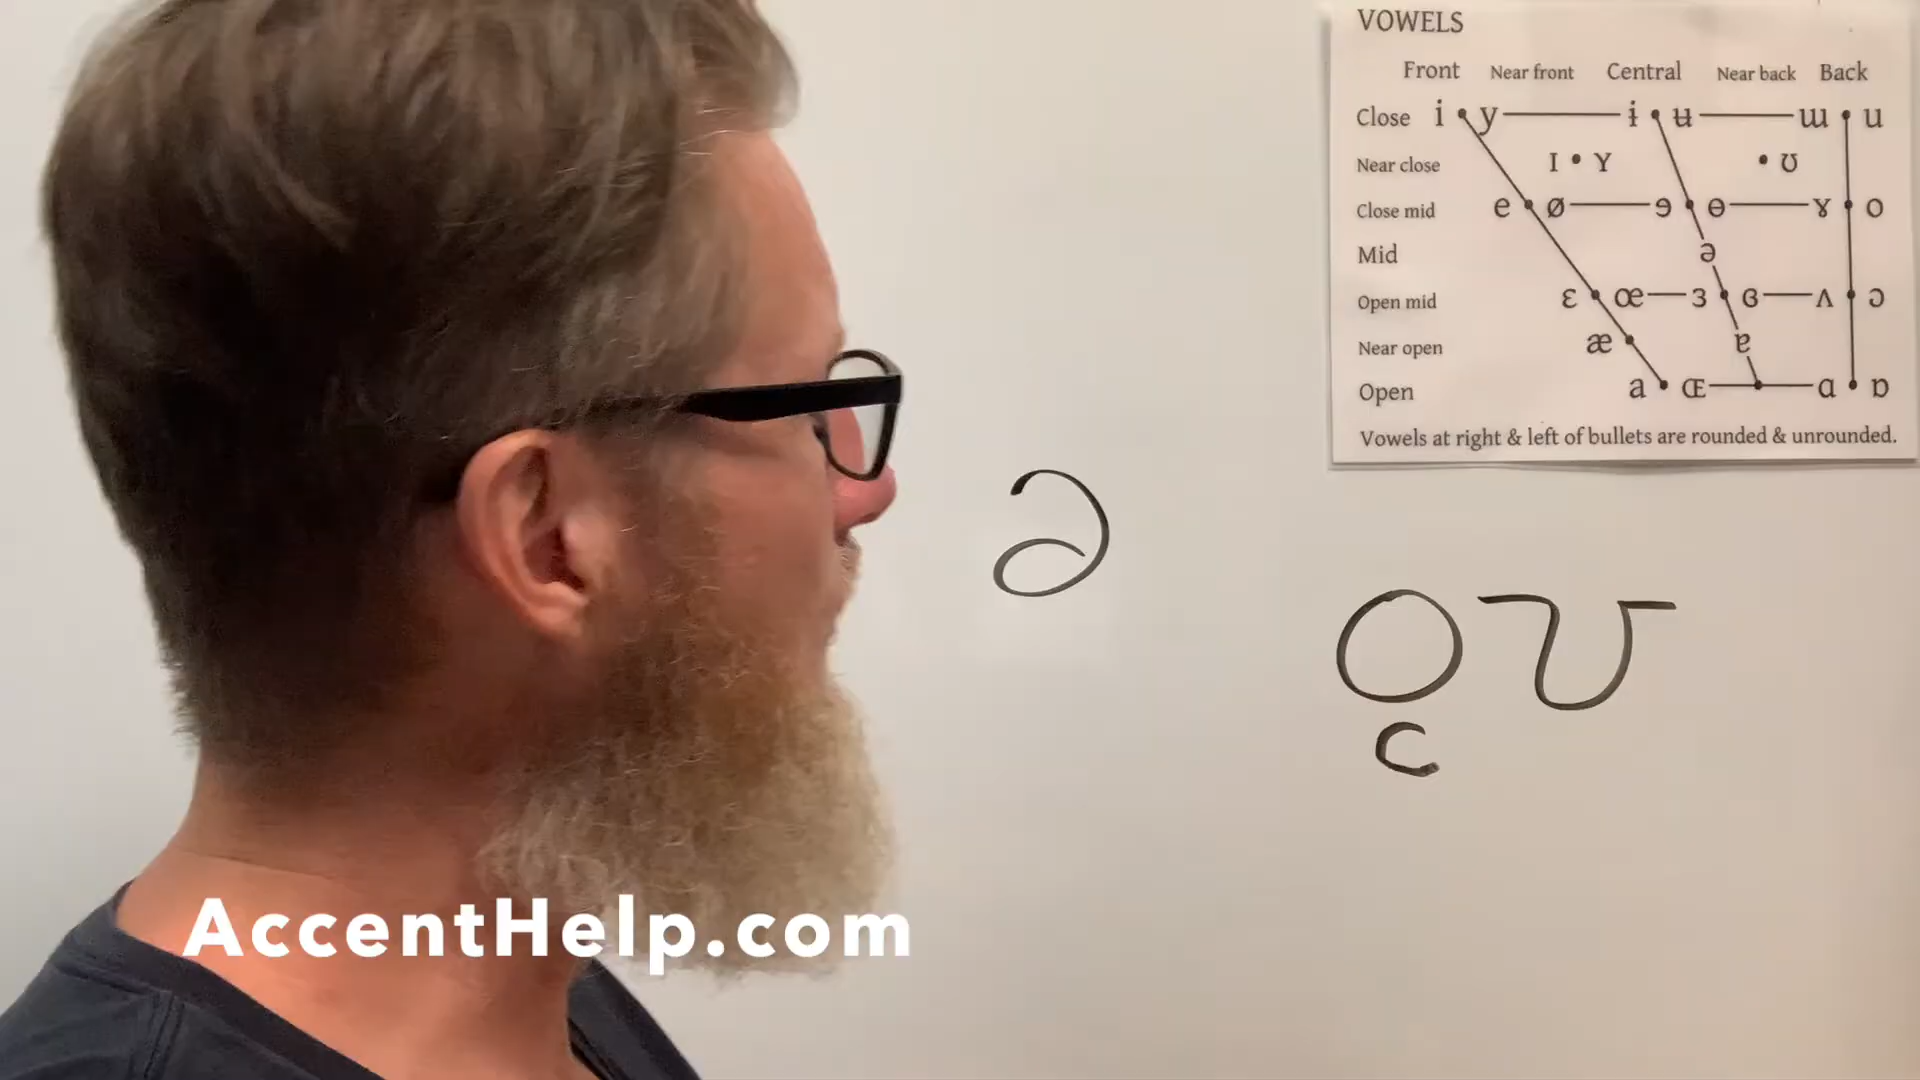 VOWELS
Front Near front Central Near back Back
Close i • y ɨ • ʉ ɯ • u
Near close ɪ • ʏ • ʊ
Close mid e • ø ɘ • ɵ ɤ • o
Mid ə
Open mid ɛ • œ ɜ • ɞ ʌ • ɔ
Near open æ • ɐ
Open a • ɶ • ɑ • ɒ
Vowels at right & left of bullets are rounded & unrounded.
ə
o̜ʊ
AccentHelp.com